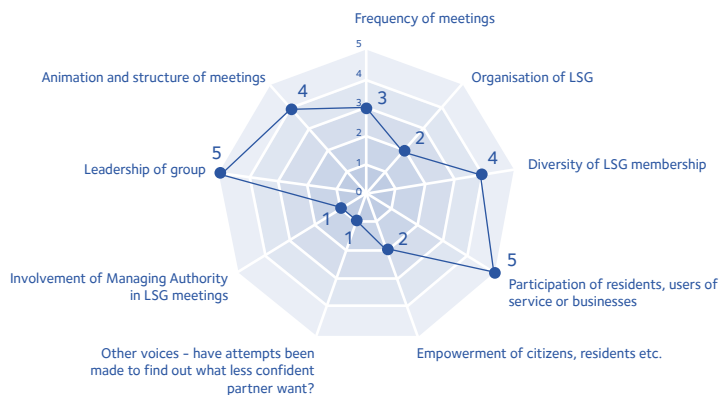 Frequency of meetings
5
Animation and structure of meetings
Organisation of LSG
4
4
3
3
5
2
2
4
Diversity of LSG membership
Leadership of group
1
0
1
1
2
5
Involvement of Managing Authority
in LSG meetings
Participation of residents, users of
service or businesses
Other voices – have attempts been
made to find out what less confident
partner want?
Empowerment of citizens, residents etc.